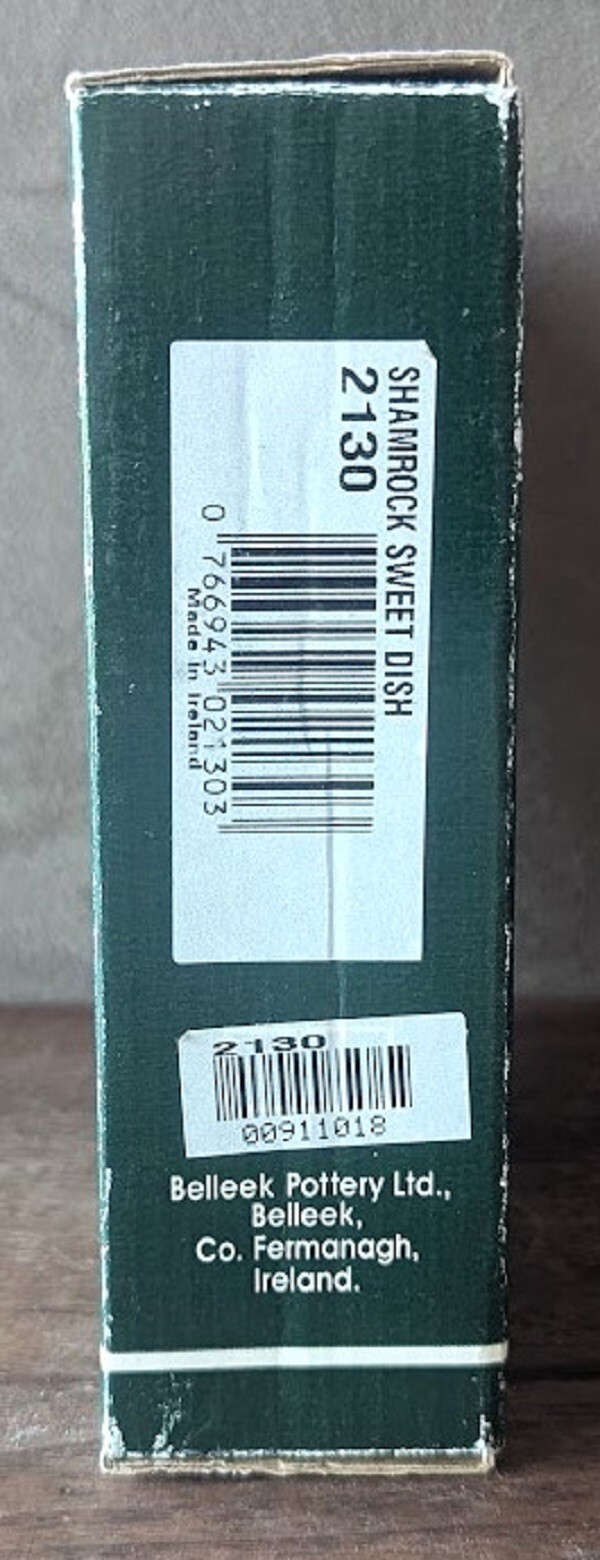 SHAMROCK SWEET DISH
2130
0 766943 021303
Made in Ireland
2130
00911018
Belleek Pottery Ltd.,
Belleek,
Co. Fermanagh,
Ireland.